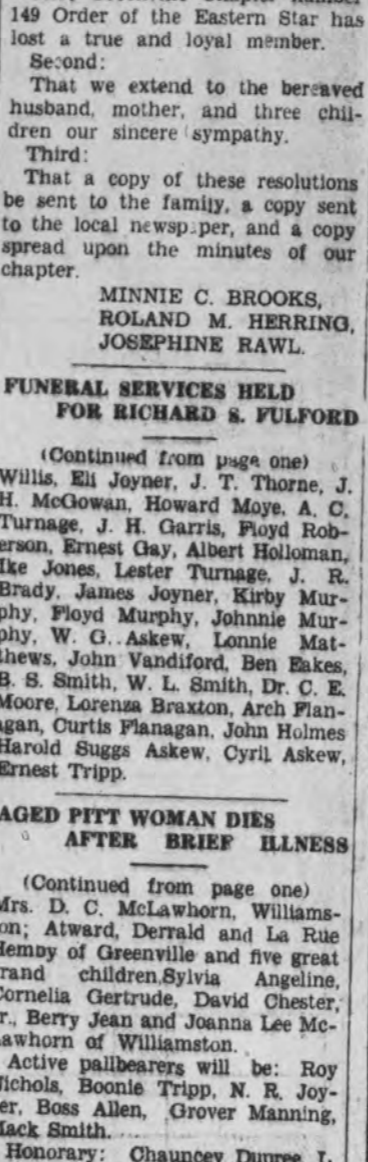 149 Order of the Eastern Star has
lost a true and loyal member.
Second:
That we extend to the bereaved
husband, mother, and three chil-
dren our sincere sympathy.
Third:
That a copy of these resolutions
be sent to the family, a copy sent
to the local newsp.per, and a copy
spread upon the minutes of our
chapter.
MINNIE C. BROOKS,
ROLAND M. HERRING,
JOSEPHINE RAWL.
FUNERAL SERVICES HELD
FOR RICHARD S. FULFORD
(Continued from page one)
Willis, Eli Joyner, J. T. Thorne, J.
H. McGowan, Howard Moye, A. C.
Turnage, J. H. Garris, Floyd Rob-
erson, Ernest Gay, Albert Holloman,
Ike Jones, Lester Turnage, J. R.
Brady, James Joyner, Kirby Mur-
phy, Floyd Murphy, Johnnie Mur-
phy, W. G. Askew, Lonnie Mat-
thews, John Vandiford, Ben Eakes,
B. S. Smith, W. L. Smith, Dr. C. E.
Moore, Lorenza Braxton, Arch Flan-
agan, Curtis Flanagan, John Holmes
Harold Suggs Askew, Cyril Askew,
Ernest Tripp.
AGED PITT WOMAN DIES
AFTER BRIEF ILLNESS
(Continued from page one)
Mrs. D. C. McLawhorn, Williams-
on; Atward, Derrald and La Rue
Hemby of Greenville and five great
grand children,Sylvia Angeline,
Cornelia Gertrude, David Chester,
r., Berry Jean and Joanna Lee Mc-
Lawhorn of Williamston.
Active pallbearers will be: Roy
Nichols, Boonie Tripp, N. R. Joy-
er, Boss Allen, Grover Manning,
Mack Smith.
Honorary: Chauncey Dupree J.